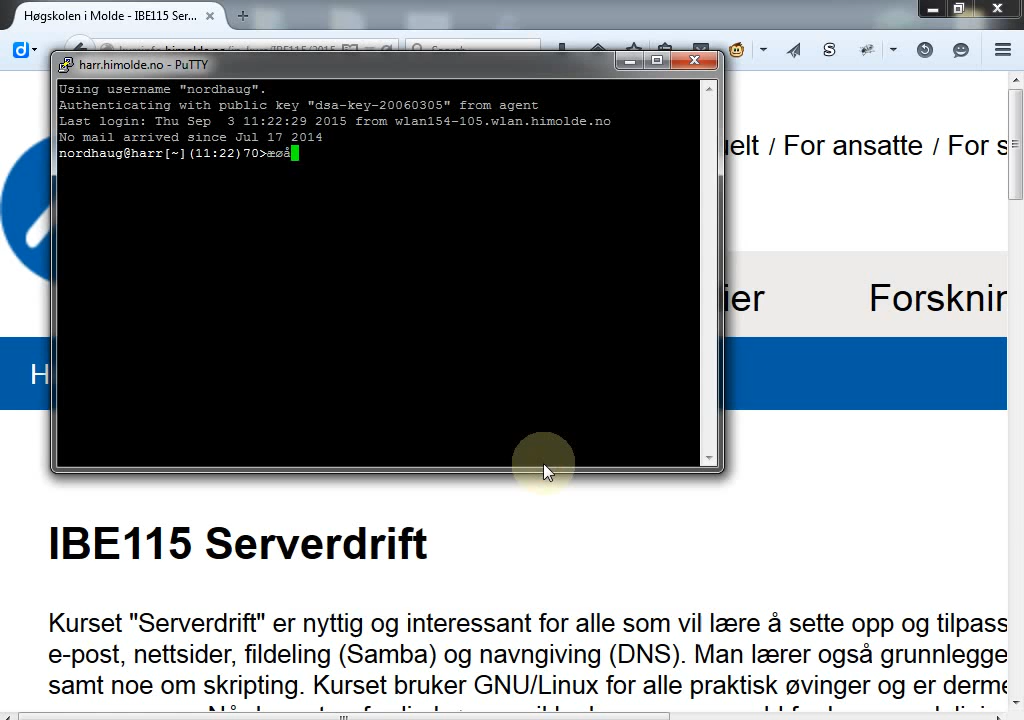 Høgskolen i Molde - IBE115 Ser...
Search
harr.himolde.no - PuTTY
Using username "nordhaug".
Authenticating with public key "dsa-key-20060305" from agent
Last login: Thu Sep  3 11:22:29 2015 from wlan154-105.wlan.himolde.no
No mail arrived since Jul 17 2014
nordhaug@harr[~](11:22)70>æøå
/ For ansatte / For s
Forsknin
H
IBE115 Serverdrift
Kurset "Serverdrift" er nyttig og interessant for alle som vil lære å sette opp og tilpass
e-post, nettsider, fildeling (Samba) og navngiving (DNS). Man lærer også grunnlegge
samt noe om skripting. Kurset bruker GNU/Linux for alle praktisk øvinger og er derme